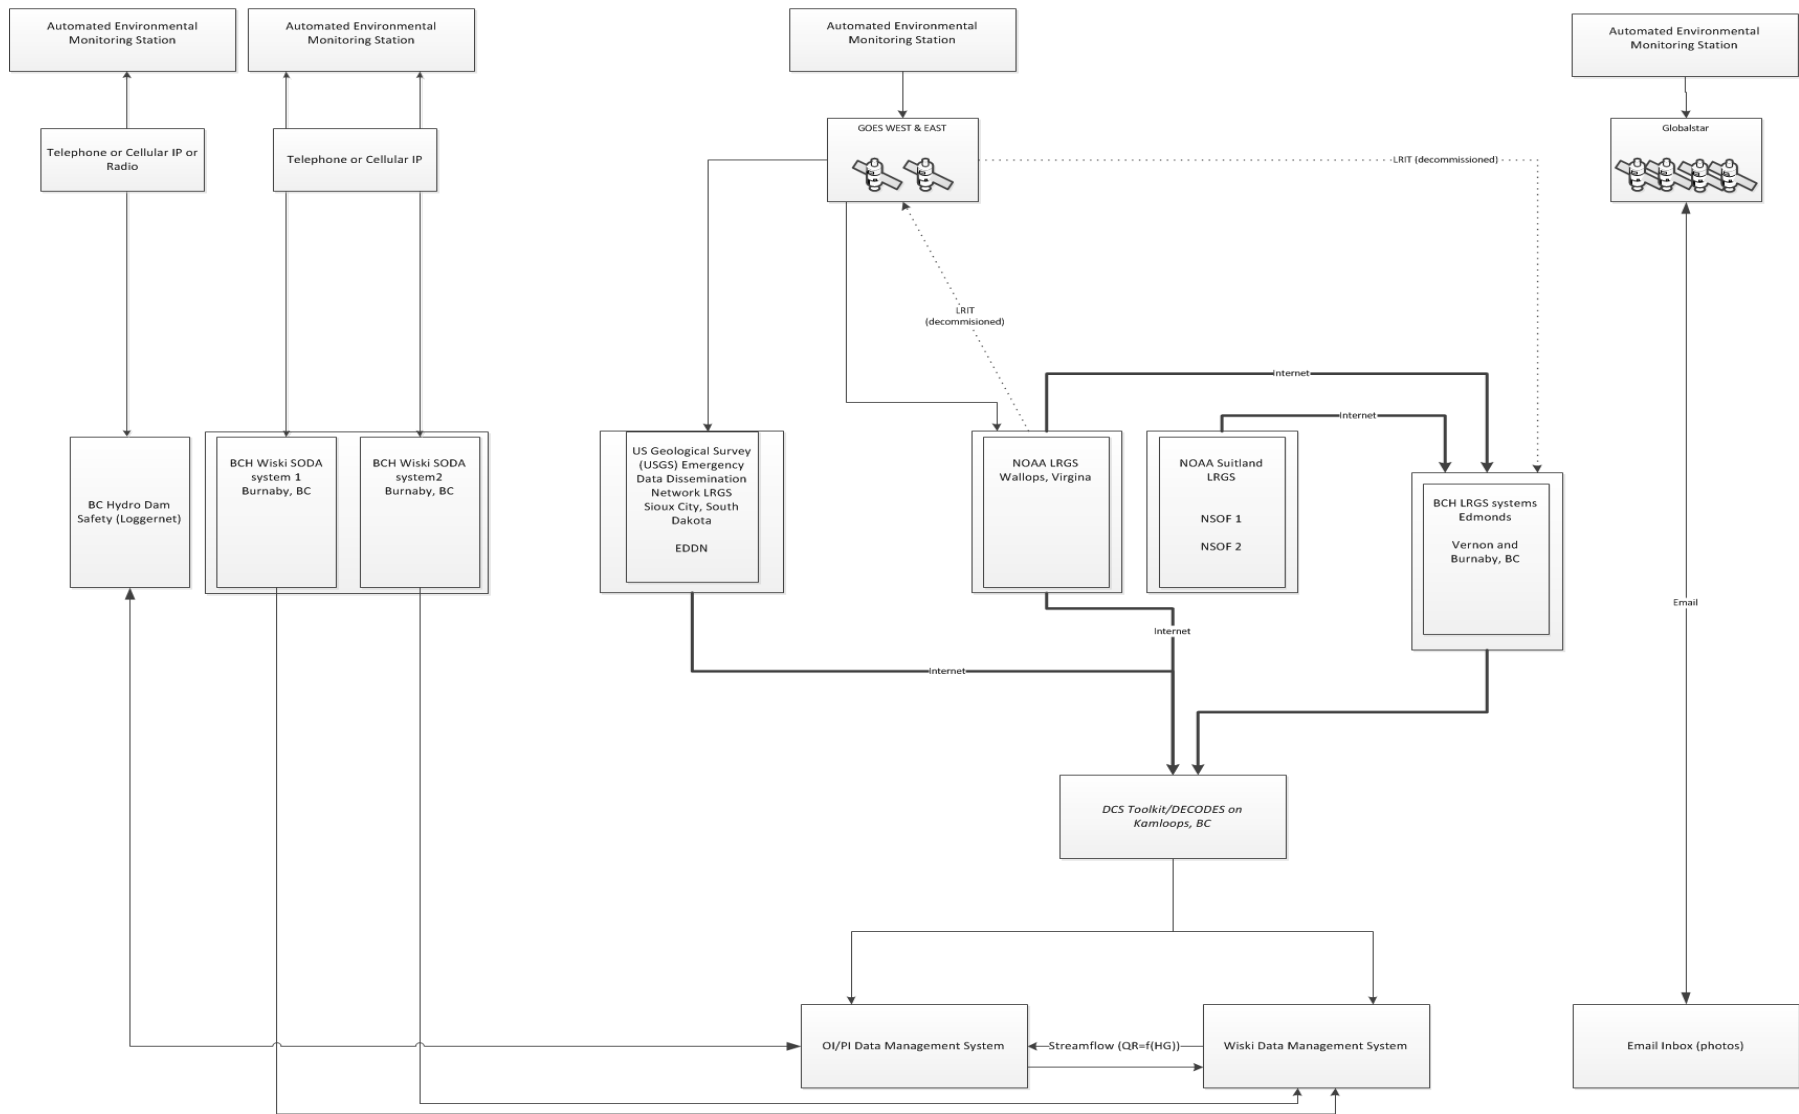 Automated Environmental
Monitoring Station
Automated Environmental
Monitoring Station
Automated Environmental
Monitoring Station
Automated Environmental
Monitoring Station
Telephone or Cellular IP or
Radio
Telephone or Cellular IP
GOES WEST & EAST
LRIT (decommissioned)
Globalstar
LRIT
(decommisioned)
Internet
Internet
BC Hydro Dam
Safety (Loggernet)
BCH Wiski SODA
system 1
Burnaby, BC
BCH Wiski SODA
system2
Burnaby, BC
US Geological Survey
(USGS) Emergency
Data Dissemination
Network LRGS
Sioux City, South
Dakota
EDDN
NOAA LRGS
Wallops, Virgina
NOAA Suitland
LRGS
NSOF 1
NSOF 2
BCH LRGS systems
Edmonds
Vernon and
Burnaby, BC
Email
Internet
Internet
DCS Toolkit/DECODES on
Kamloops, BC
OI/PI Data Management System
Streamflow (QR=f(HG))
Wiski Data Management System
Email Inbox (photos)